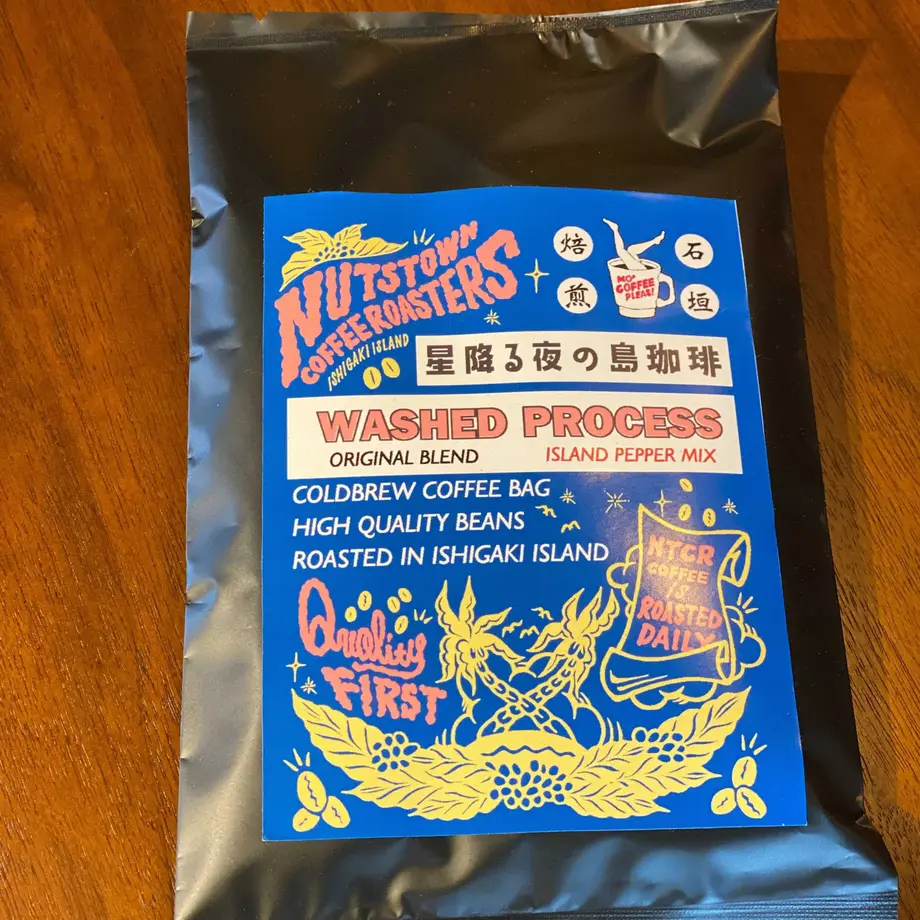 NUTSTOWN
COFFEE ROASTERS
ISHIGAKI ISLAND
焙煎
石垣
MO' COFFEE PLEAS!
星降る夜の島珈琲
WASHED PROCESS
ORIGINAL BLEND ISLAND PEPPER MIX
COLDBREW COFFEE BAG
HIGH QUALITY BEANS
ROASTED IN ISHIGAKI ISLAND
NTCR
COFFEE
IS
ROASTED
DAILY
Quality
FIRST